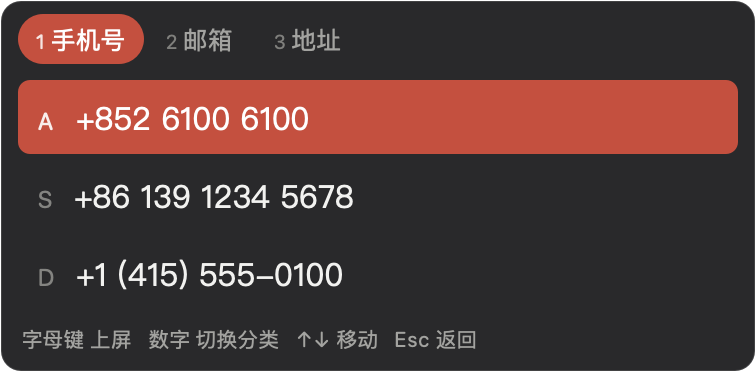 1 手机号 2 邮箱 3 地址
A +852 6100 6100
S +86 139 1234 5678
D +1 (415) 555–0100
字母键 上屏 数字 切换分类 ↑↓ 移动 Esc 返回